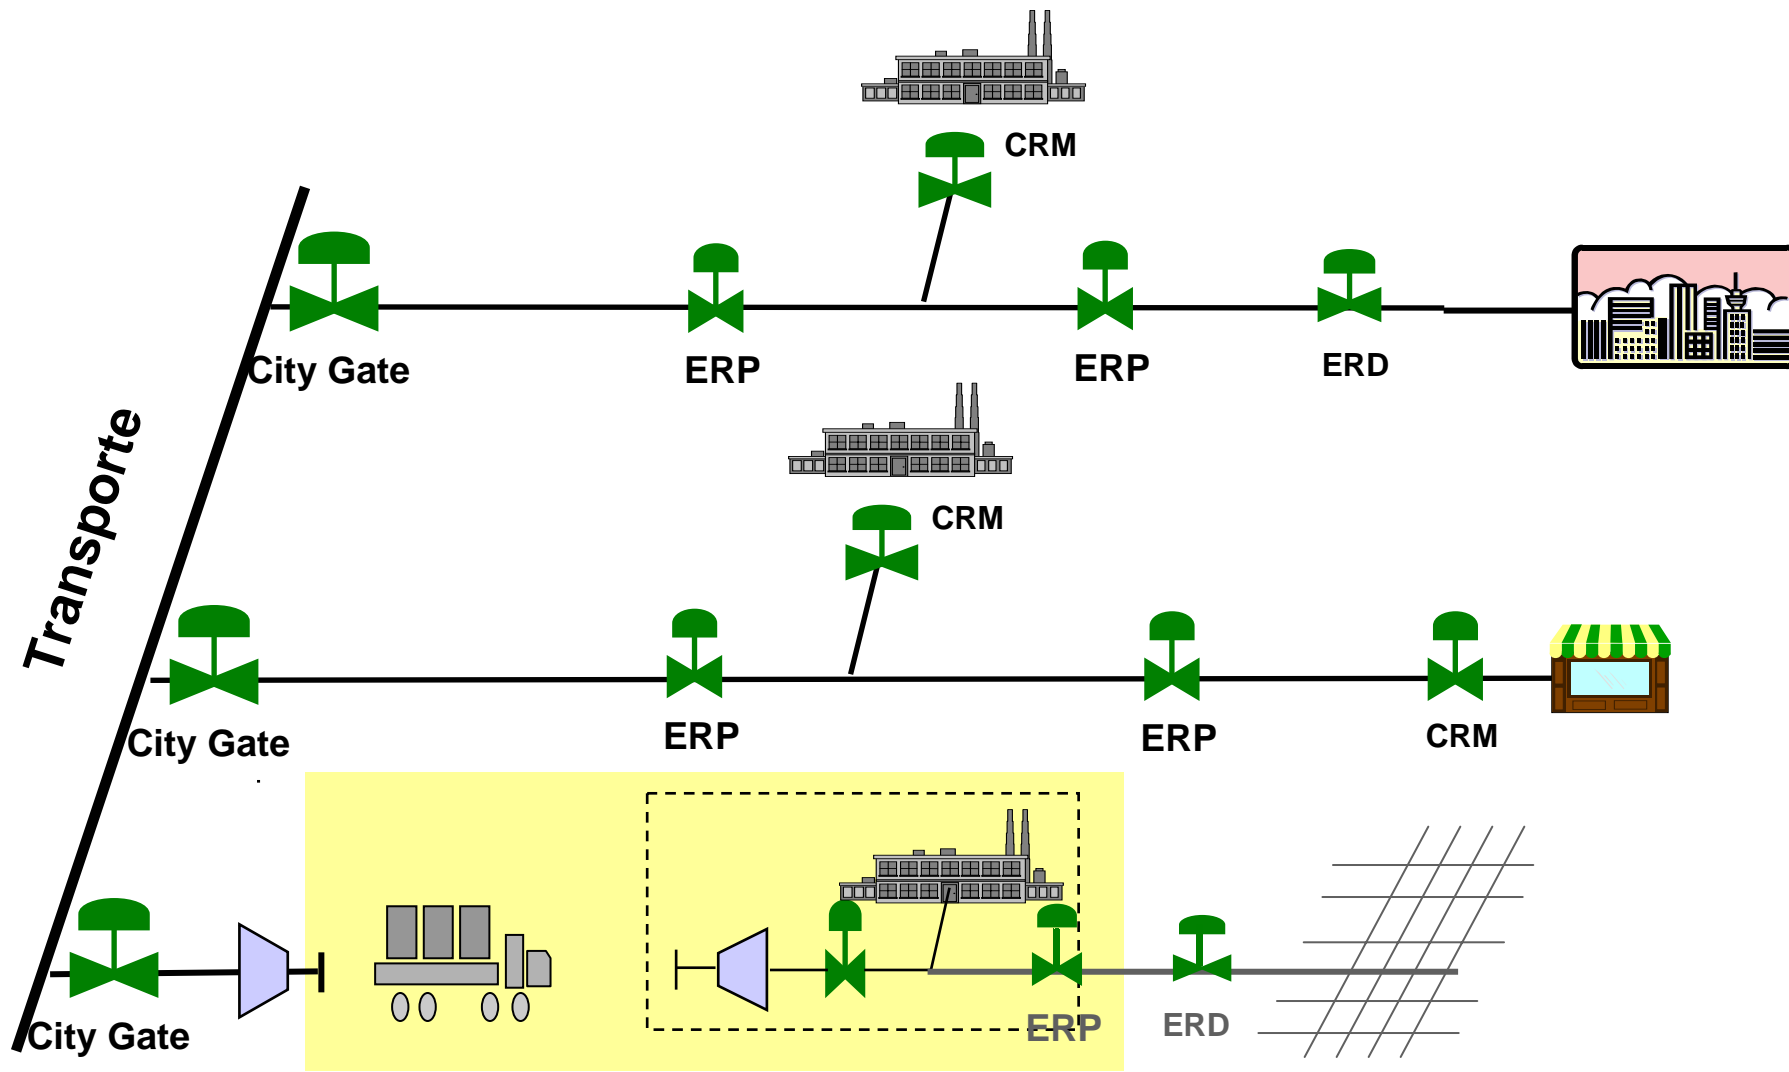 CRM
City Gate
ERP
ERP
ERD
Transporte
CRM
City Gate
ERP
ERP
CRM
City Gate
ERP
ERD